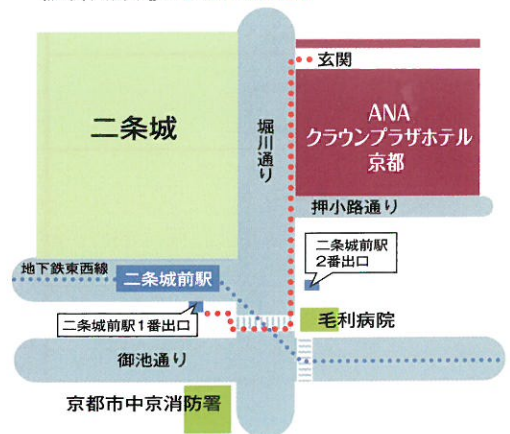 玄関
二条城
堀川通り
ANA
クラウンプラザホテル
京都
押小路通り
二条城前駅
2番出口
地下鉄東西線
二条城前駅
二条城前駅1番出口
毛利病院
御池通り
京都市中京消防署